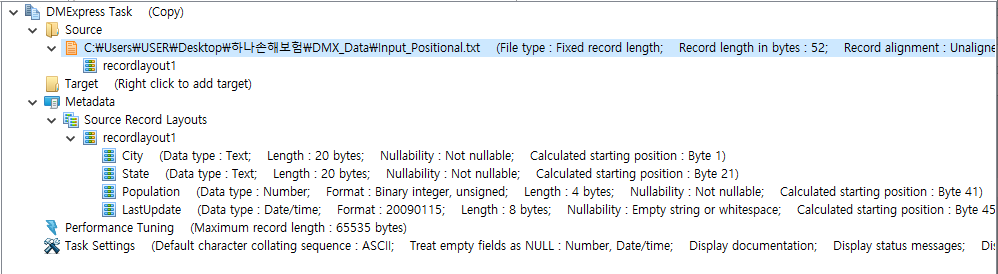 DMExpress Task (Copy)
Source
C:₩Users₩USER₩Desktop₩하나손해보험₩DMX_Data₩Input_Positional.txt (File type : Fixed record length; Record length in bytes : 52; Record alignment : Unaligne
recordlayout1
Target (Right click to add target)
Metadata
Source Record Layouts
recordlayout1
City (Data type : Text; Length : 20 bytes; Nullability : Not nullable; Calculated starting position : Byte 1)
State (Data type : Text; Length : 20 bytes; Nullability : Not nullable; Calculated starting position : Byte 21)
Population (Data type : Number; Format : Binary integer, unsigned; Length : 4 bytes; Nullability : Not nullable; Calculated starting position : Byte 41)
LastUpdate (Data type : Date/time; Format : 20090115; Length : 8 bytes; Nullability : Empty string or whitespace; Calculated starting position : Byte 45
Performance Tuning (Maximum record length : 65535 bytes)
Task Settings (Default character collating sequence : ASCII; Treat empty fields as NULL : Number, Date/time; Display documentation; Display status messages; Di